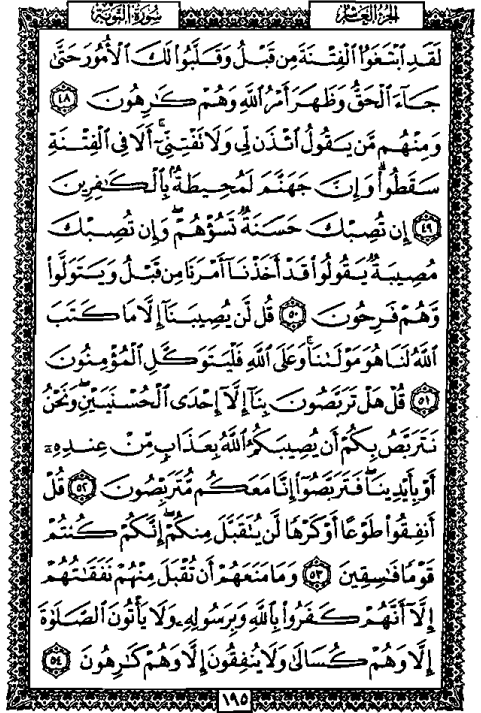 الجزء العاشر
سورة التوبة
لَقَدِ ٱبْتَغَوُا۟ ٱلْفِتْنَةَ مِن قَبْلُ وَقَلَّبُوا۟ لَكَ ٱلْأُمُورَ حَتَّىٰ
جَآءَ ٱلْحَقُّ وَظَهَرَ أَمْرُ ٱللَّهِ وَهُمْ كَٰرِهُونَ ٤٨
وَمِنْهُم مَّن يَقُولُ ٱئْذَن لِّى وَلَا تَفْتِنِّىٓ ۚ أَلَا فِى ٱلْفِتْنَةِ
سَقَطُوا۟ ۗ وَإِنَّ جَهَنَّمَ لَمُحِيطَةٌۢ بِٱلْكَٰفِرِينَ
٤٩ إِن تُصِبْكَ حَسَنَةٌ تَسُؤْهُمْ ۖ وَإِن تُصِبْكَ
مُصِيبَةٌ يَقُولُوا۟ قَدْ أَخَذْنَآ أَمْرَنَا مِن قَبْلُ وَيَتَوَلَّوا۟
وَّهُمْ فَرِحُونَ ٥٠ قُل لَّن يُصِيبَنَآ إِلَّا مَا كَتَبَ
ٱللَّهُ لَنَا هُوَ مَوْلَىٰنَا ۚ وَعَلَى ٱللَّهِ فَلْيَتَوَكَّلِ ٱلْمُؤْمِنُونَ
٥١ قُلْ هَلْ تَرَبَّصُونَ بِنَآ إِلَّآ إِحْدَى ٱلْحُسْنَيَيْنِ ۖ وَنَحْنُ
نَتَرَبَّصُ بِكُمْ أَن يُصِيبَكُمُ ٱللَّهُ بِعَذَابٍ مِّنْ عِندِهِۦٓ
أَوْ بِأَيْدِينَا ۖ فَتَرَبَّصُوٓا۟ إِنَّا مَعَكُم مُّتَرَبِّصُونَ ٥٢ قُلْ
أَنفِقُوا۟ طَوْعًا أَوْ كَرْهًا لَّن يُتَقَبَّلَ مِنكُمْ ۖ إِنَّكُمْ كُنتُمْ
قَوْمًا فَٰسِقِينَ ٥٣ وَمَا مَنَعَهُمْ أَن تُقْبَلَ مِنْهُمْ نَفَقَٰتُهُمْ
إِلَّآ أَنَّهُمْ كَفَرُوا۟ بِٱللَّهِ وَبِرَسُولِهِۦ وَلَا يَأْتُونَ ٱلصَّلَوٰةَ
إِلَّا وَهُمْ كُسَالَىٰ وَلَا يُنفِقُونَ إِلَّا وَهُمْ كَٰرِهُونَ ٥٤
١٩٥